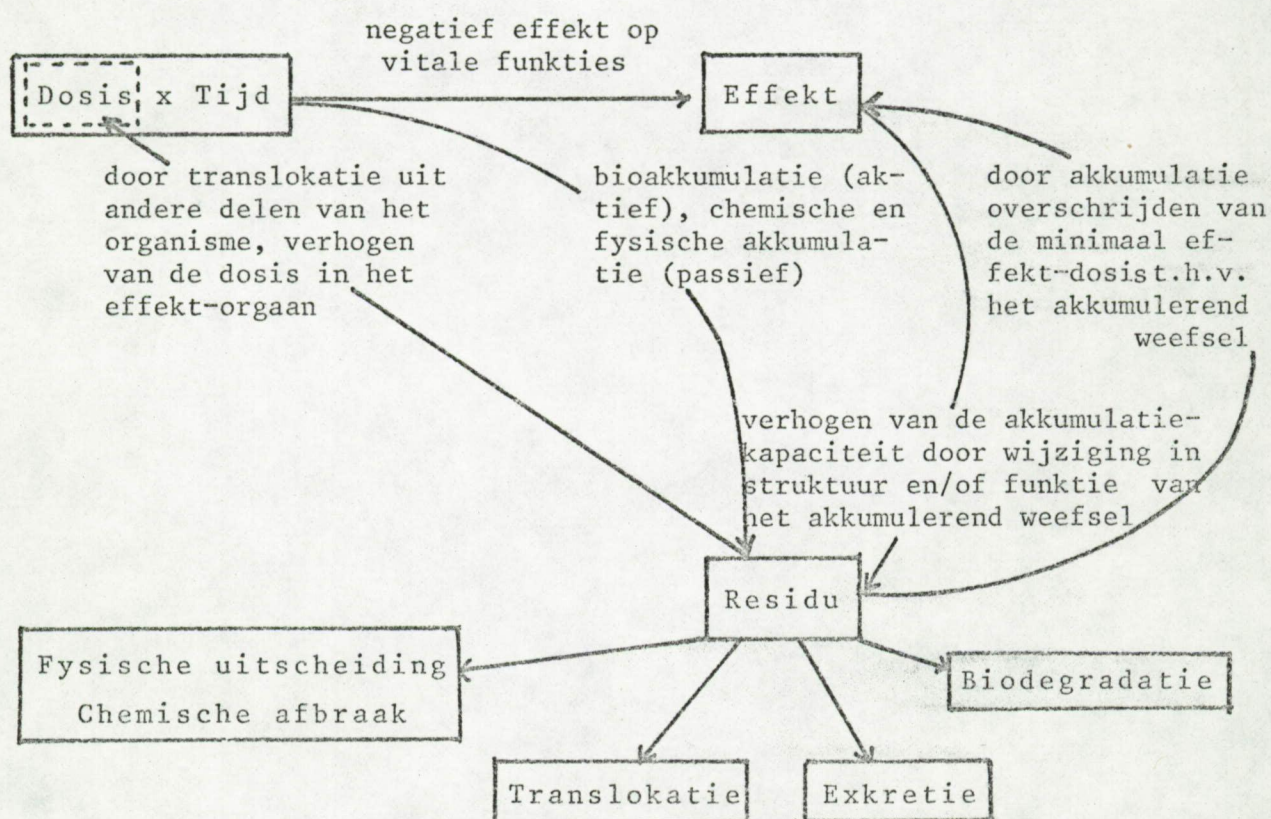 negatief effekt op
vitale funkties
Dosis x Tijd
Effekt
door translokatie uit
andere delen van het
organisme, verhogen
van de dosis in het
effekt-orgaan
bioakkumulatie (ak-
tief), chemische en
fysische akkumula-
tie (passief)
door akkumulatie
overschrijden van
de minimaal ef-
fekt-dosis t.h.v.
het akkumulerend
weefsel
verhogen van de akkumulatie-
kapaciteit door wijziging in
struktuur en/of funktie van
het akkumulerend weefsel
Residu
Fysische uitscheiding
Chemische afbraak
Biodegradatie
Translokatie
Exkretie